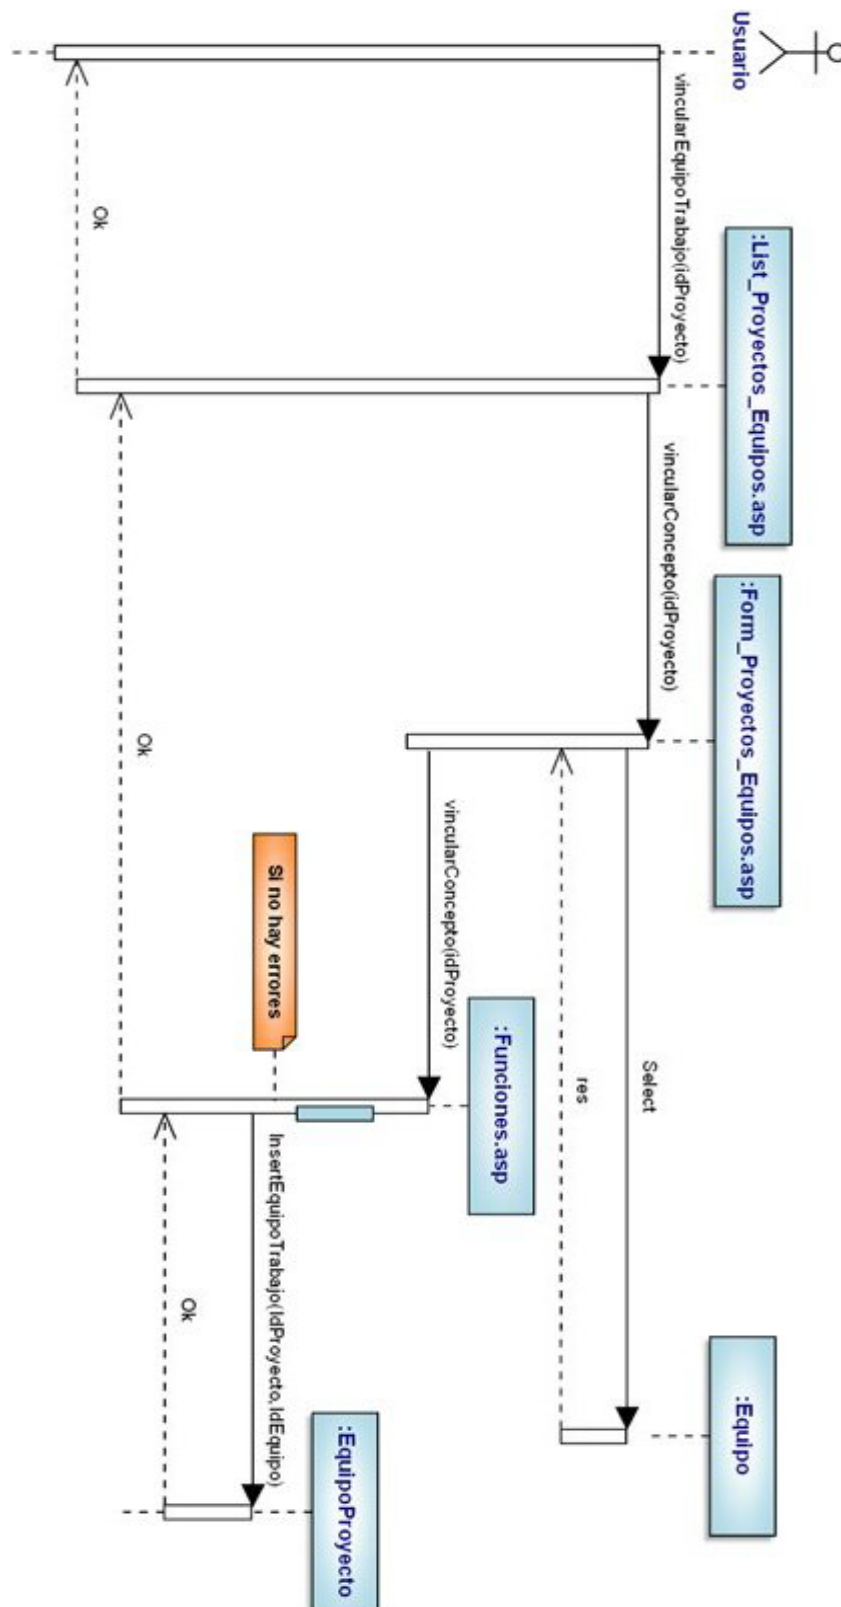 Usuario
vincularEquipoTrabajo(idProyecto)
Ok
:List_Proyectos_Equipos.asp
vincularConcepto(idProyecto)
Ok
:Form_Proyectos_Equipos.asp
vincularConcepto(idProyecto)
Si no hay errores
Select
res
:Funciones.asp
InsertEquipoTrabajo(IdProyecto,IdEquipo)
Ok
:Equipo
:EquipoProyecto